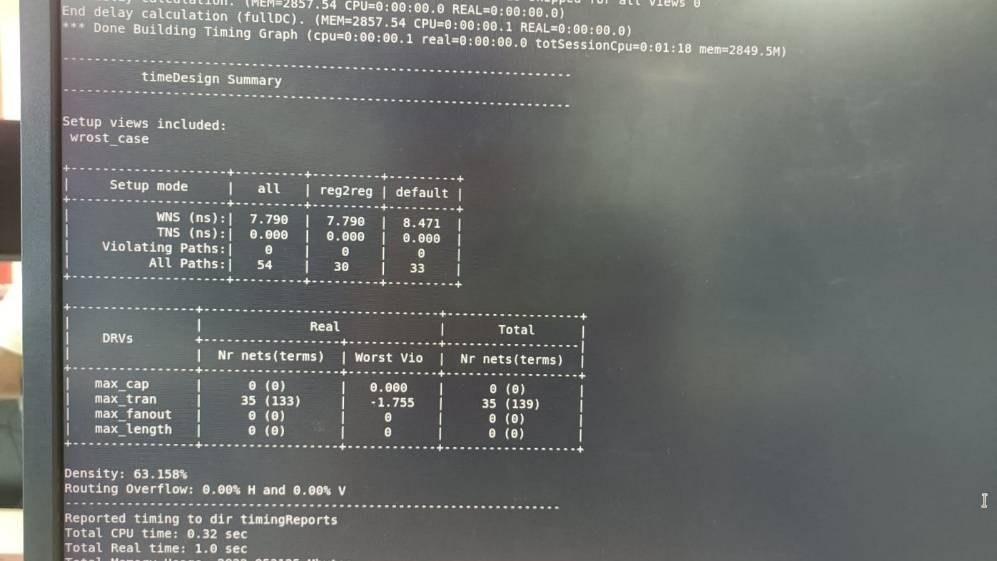 delay calculation. (MEM=2857.54 CPU=0:00:00.0 REAL=0:00:00.0)
for all views 0
End delay calculation (fullDC). (MEM=2857.54 CPU=0:00:00.1 REAL=0:00:00.0)
*** Done Building Timing Graph (cpu=0:00:00.1 real=0:00:00.0 totSessionCpu=0:01:18 mem=2849.5M)
timeDesign Summary
Setup views included:
wrost_case
| Setup mode | all | reg2reg | default |
| WNS (ns):| 7.790 | 7.790 | 8.471 |
| TNS (ns):| 0.000 | 0.000 | 0.000 |
| Violating Paths:| 0 | 0 | 0 |
| All Paths:| 54 | 30 | 33 |
| DRVs | Real | Total |
| Nr nets(terms) | Worst Vio | Nr nets(terms) |
| max_cap | 0 (0) | 0.000 | 0 (0) |
| max_tran | 35 (133) | -1.755 | 35 (139) |
| max_fanout | 0 (0) | 0 | 0 (0) |
| max_length | 0 (0) | 0 | 0 (0) |
Density: 63.158%
Routing Overflow: 0.00% H and 0.00% V
Reported timing to dir timingReports
Total CPU time: 0.32 sec
Total Real time: 1.0 sec